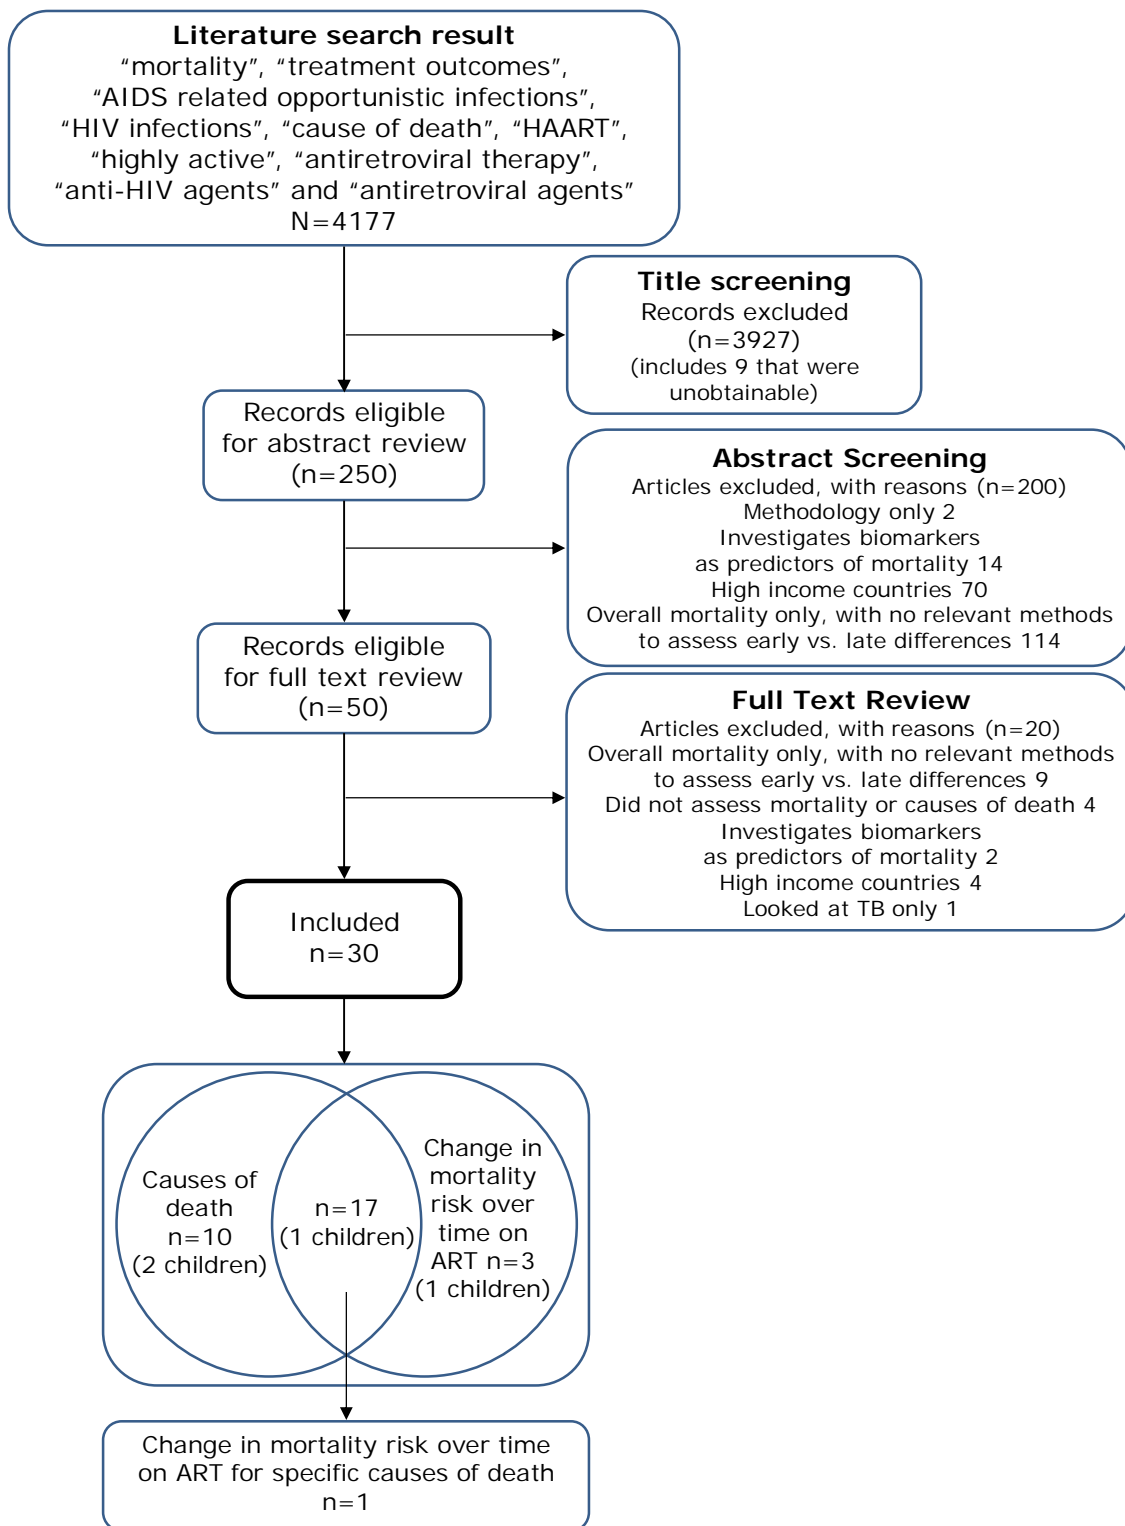 Literature search result
“mortality”, “treatment outcomes”,
“AIDS related opportunistic infections”,
“HIV infections”, “cause of death”, “HAART”,
“highly active”, “antiretroviral therapy”,
“anti-HIV agents” and “antiretroviral agents”
N=4177
Title screening
Records excluded
(n=3927)
(includes 9 that were
unobtainable)
Records eligible
for abstract review
(n=250)
Abstract Screening
Articles excluded, with reasons (n=200)
Methodology only 2
Investigates biomarkers
as predictors of mortality 14
High income countries 70
Overall mortality only, with no relevant methods
to assess early vs. late differences 114
Records eligible
for full text review
(n=50)
Full Text Review
Articles excluded, with reasons (n=20)
Overall mortality only, with no relevant methods
to assess early vs. late differences 9
Did not assess mortality or causes of death 4
Investigates biomarkers
as predictors of mortality 2
High income countries 4
Looked at TB only 1
Included
n=30
Causes of
death
n=10
(2 children)
n=17
(1 children)
Change in
mortality
risk over
time on
ART n=3
(1 children)
Change in mortality risk over time
on ART for specific causes of death
n=1